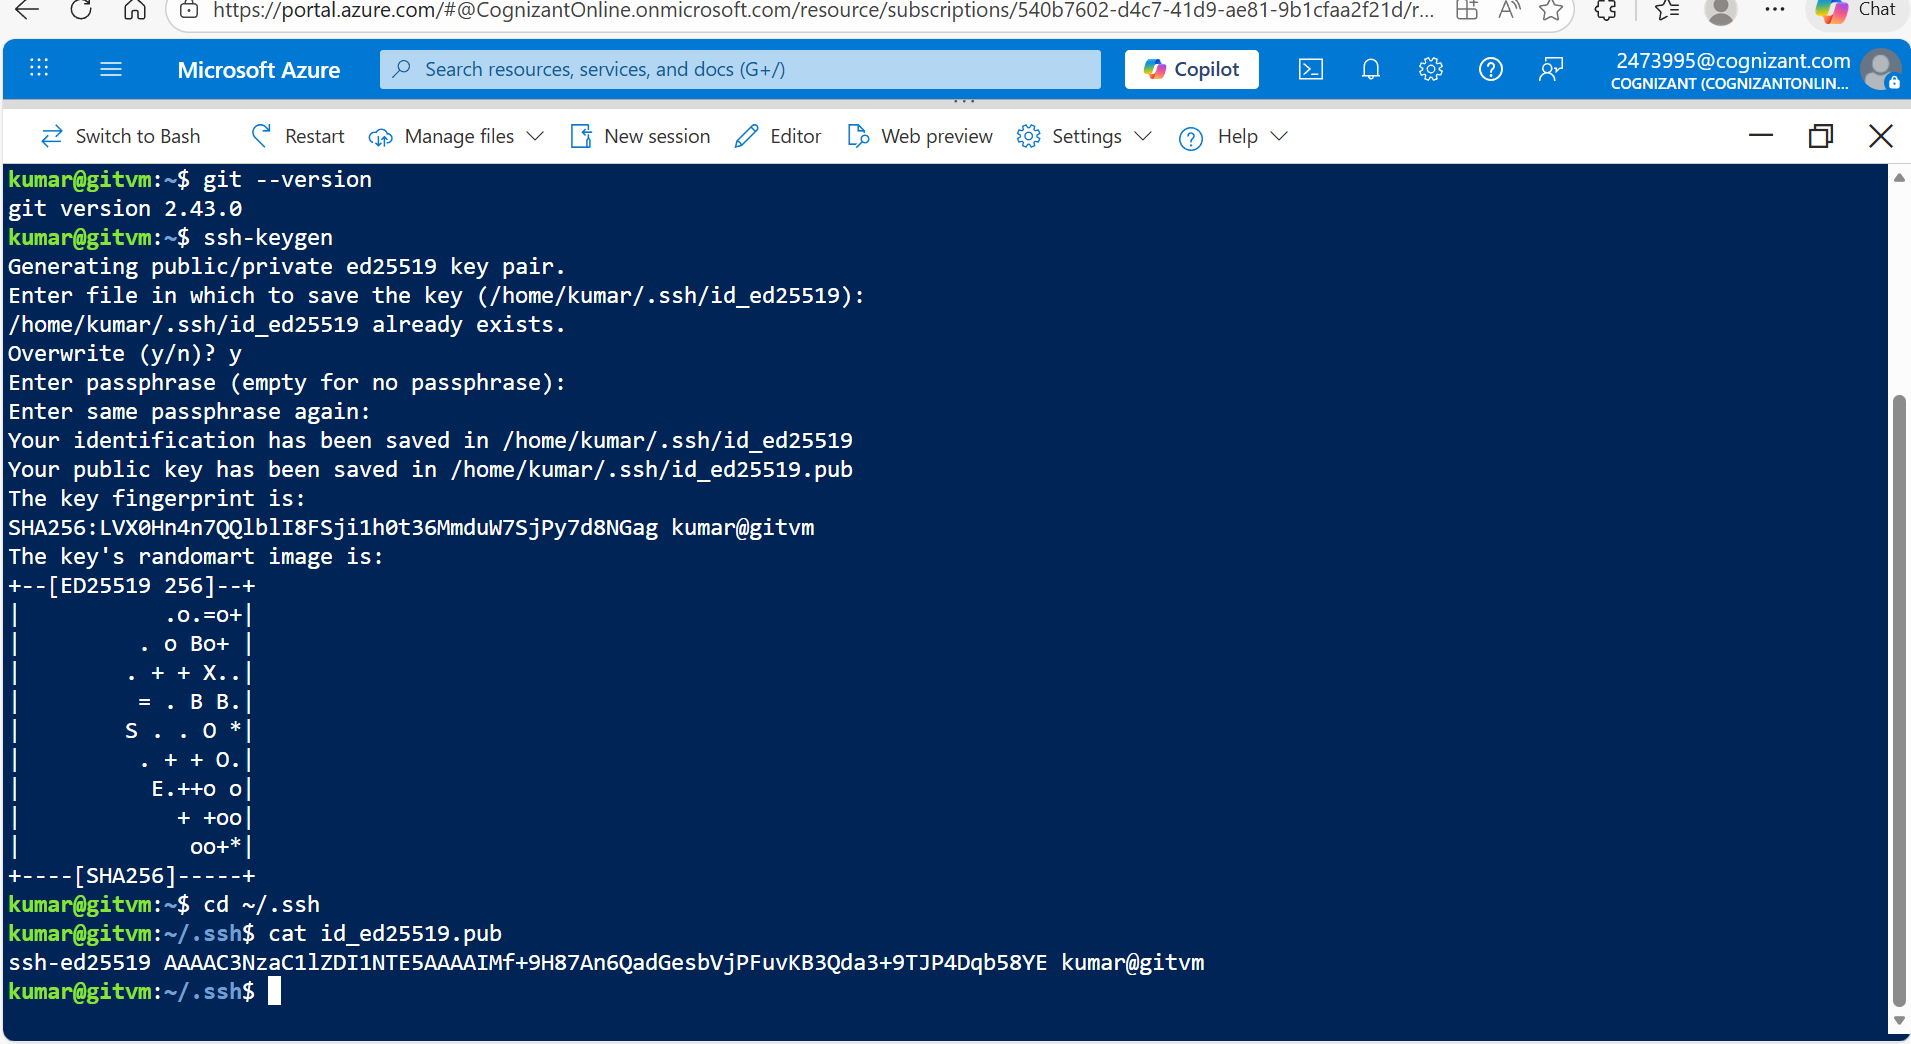 https://portal.azure.com/#@CognizantOnline.onmicrosoft.com/resource/subscriptions/540b7602-d4c7-41d9-ae81-9b1cfaa2f21d/r...
Chat
Microsoft Azure
Search resources, services, and docs (G+/)
Copilot
2473995@cognizant.com
COGNIZANT (COGNIZANTONLIN...
Switch to Bash Restart Manage files New session Editor Web preview Settings Help
kumar@gitvm:~$ git --version
git version 2.43.0
kumar@gitvm:~$ ssh-keygen
Generating public/private ed25519 key pair.
Enter file in which to save the key (/home/kumar/.ssh/id_ed25519):
/home/kumar/.ssh/id_ed25519 already exists.
Overwrite (y/n)? y
Enter passphrase (empty for no passphrase):
Enter same passphrase again:
Your identification has been saved in /home/kumar/.ssh/id_ed25519
Your public key has been saved in /home/kumar/.ssh/id_ed25519.pub
The key fingerprint is:
SHA256:LVX0Hn4n7QQlblI8FSji1h0t36MmduW7SjPy7d8NGag kumar@gitvm
The key's randomart image is:
+--[ED25519 256]--+
|           .o.=o+|
|         . o Bo+ |
|        . + + X..|
|         = . B B.|
|        S . . O *|
|         . + + O.|
|          E.++o o|
|            + +oo|
|             oo+*|
+----[SHA256]-----+
kumar@gitvm:~$ cd ~/.ssh
kumar@gitvm:~/.ssh$ cat id_ed25519.pub
ssh-ed25519 AAAAC3NzaC1lZDI1NTE5AAAAIMf+9H87An6QadGesbVjPFuvKB3Qda3+9TJP4Dqb58YE kumar@gitvm
kumar@gitvm:~/.ssh$